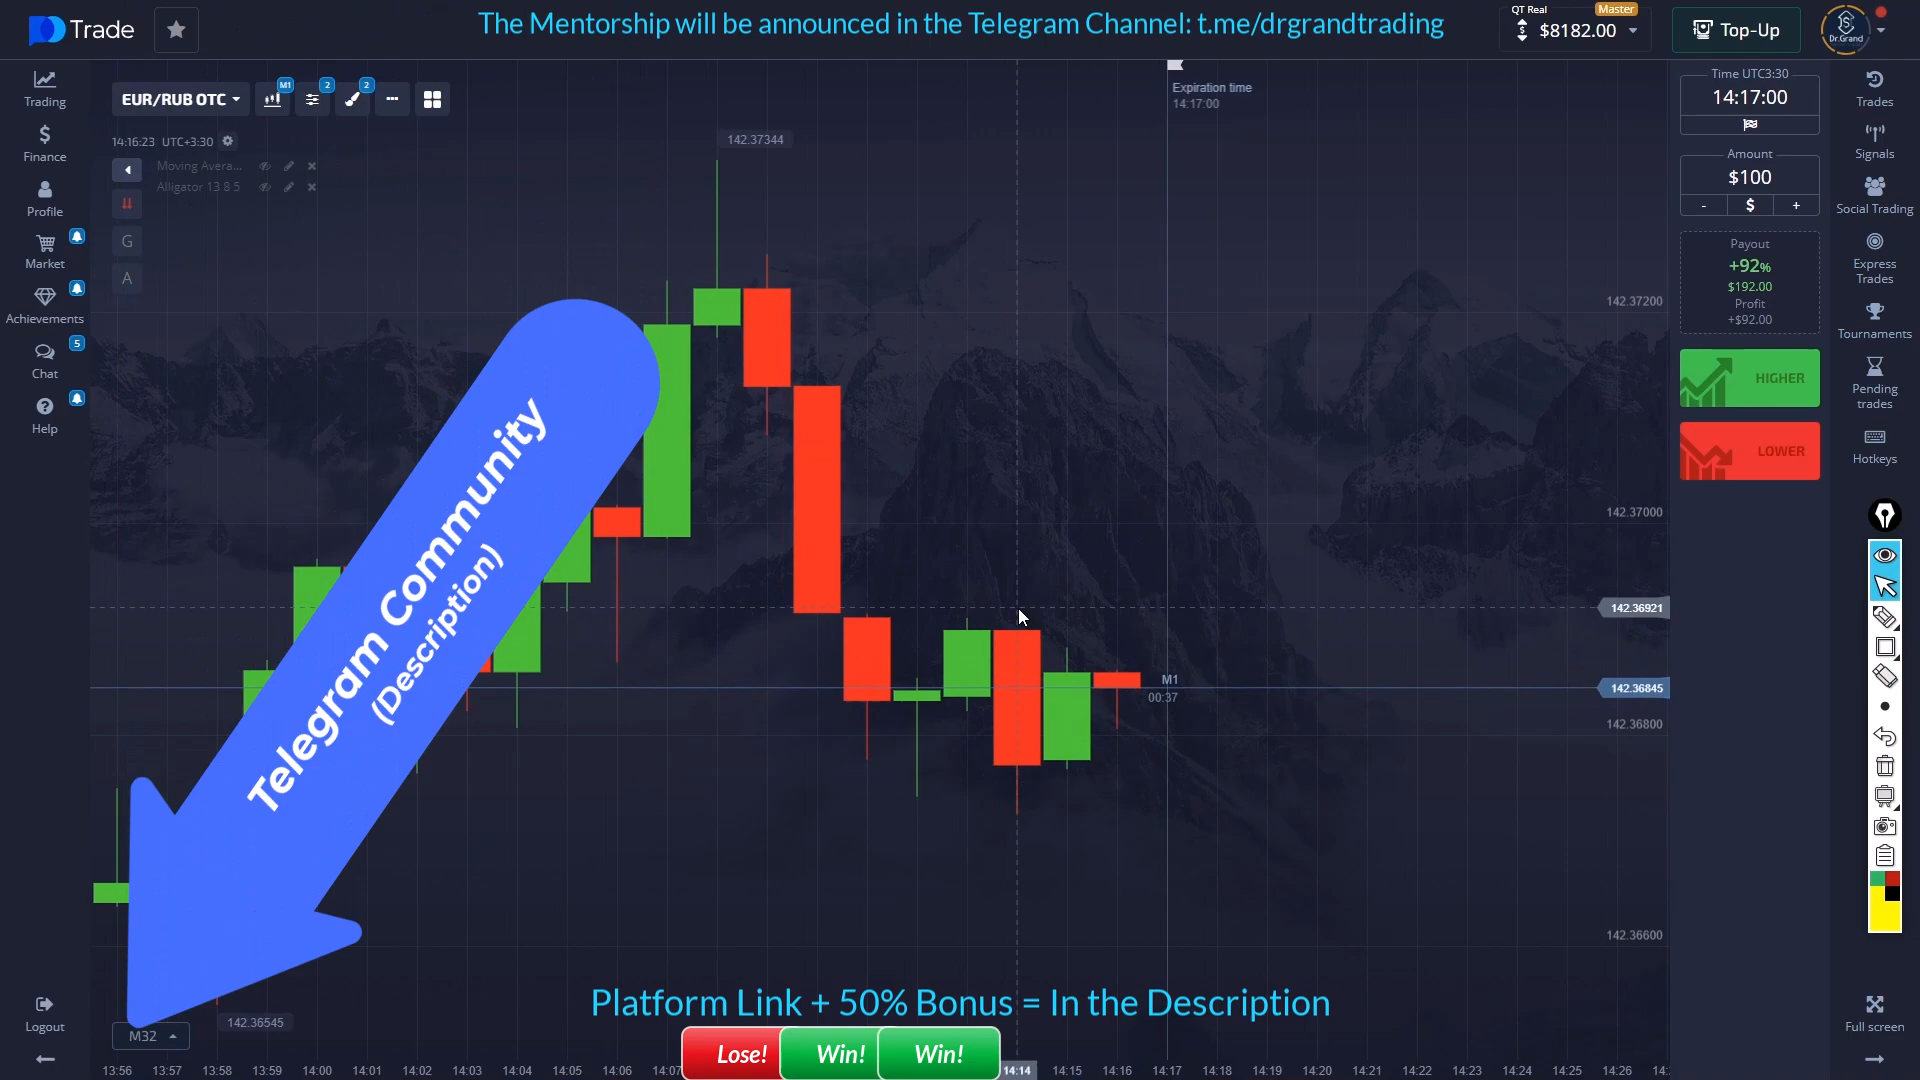 Trade
The Mentorship will be announced in the Telegram Channel: t.me/drgrandtrading
QT Real
Master
$8182.00
Top-Up
Dr.Grand
Trading
Finance
Profile
Market
Achievements
5
Chat
Help
Logout
EUR/RUB OTC
M1
2
2
14:16:23 UTC+3:30
Moving Avera...
Alligator 13 8 5
G
A
142.37344
Expiration time
14:17:00
142.37200
142.37000
142.36921
142.36845
142.36800
142.36600
M1
00:37
Telegram Community
(Description)
142.36545
M32
Platform Link + 50% Bonus = In the Description
Lose!
Win!
Win!
13:56 13:57 13:58 13:59 14:00 14:01 14:02 14:03 14:04 14:05 14:06 14:07 14:14 14:15 14:16 14:17 14:18 14:19 14:20 14:21 14:22 14:23 14:24 14:25 14:26
Time UTC3:30
14:17:00
Amount
$100
- $ +
Payout
+92%
$192.00
Profit
+$92.00
HIGHER
LOWER
Trades
Signals
Social Trading
Express
Trades
Tournaments
Pending
trades
Hotkeys
Full screen